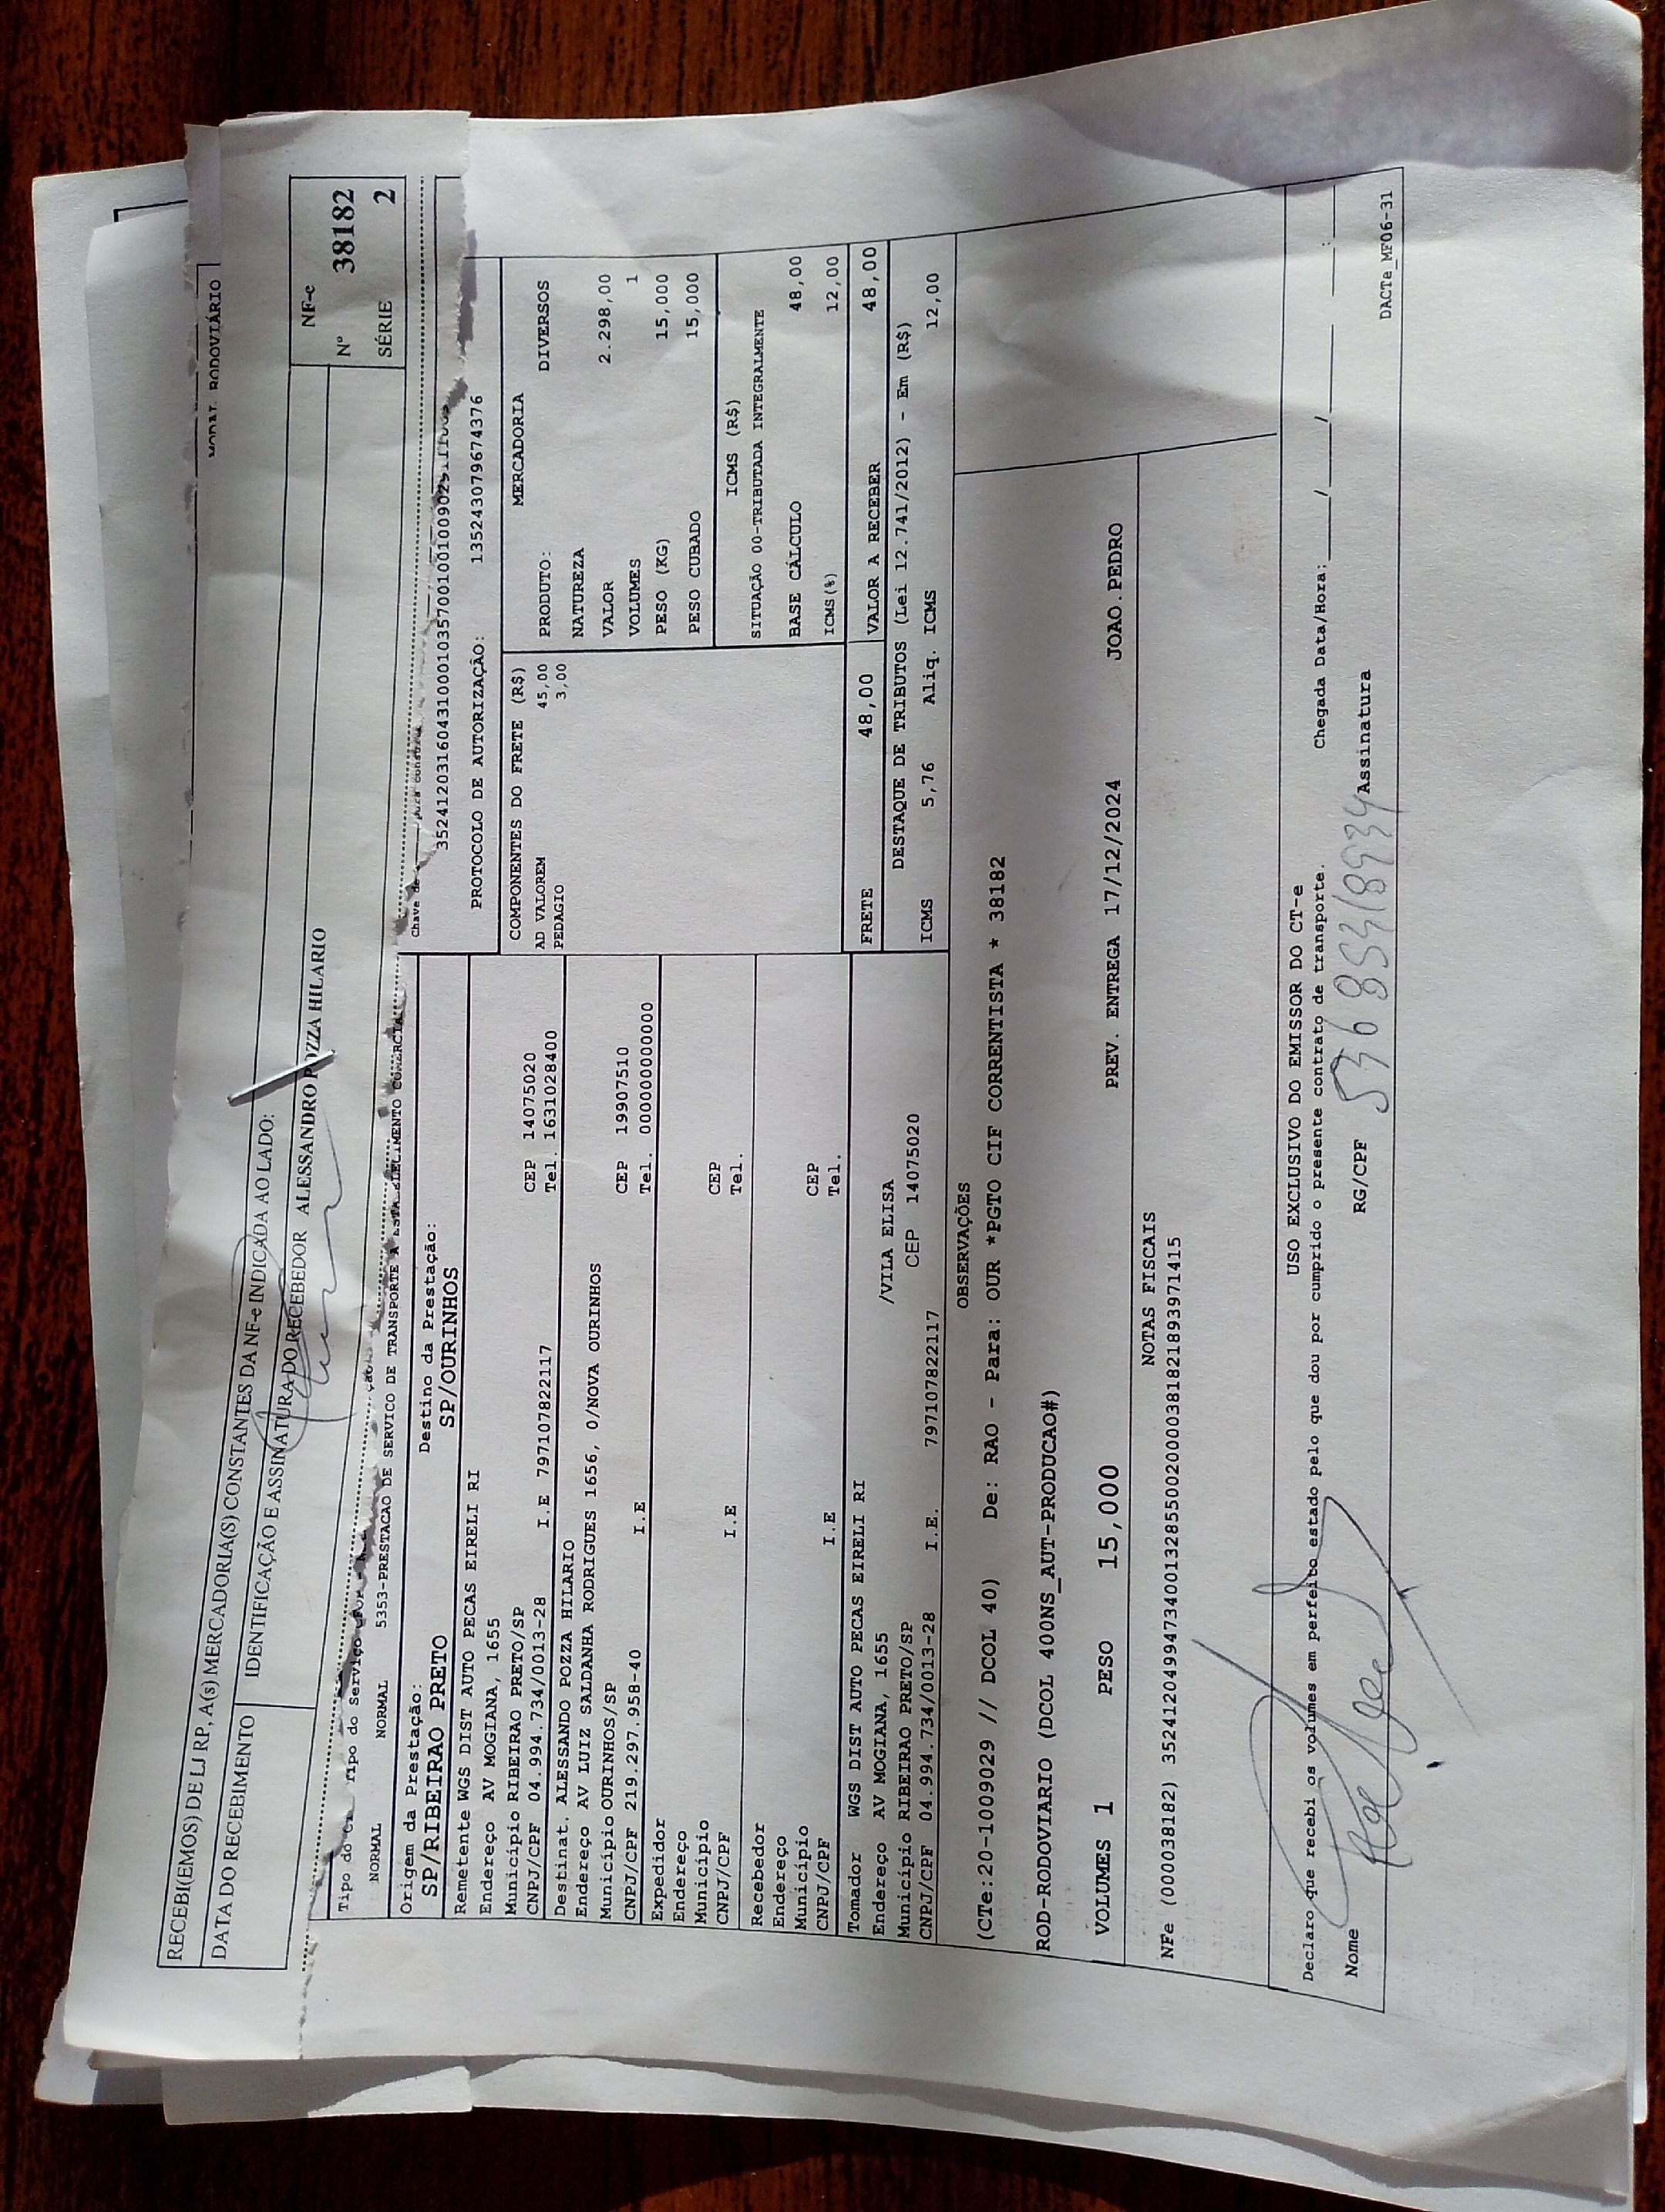 MODAL RODOVIÁRIO
RECEBI(EMOS) DE LJ RP, A(s) MERCADORIA(S) CONSTANTES DA NF-e INDICADA AO LADO:
DATA DO RECEBIMENTO
IDENTIFICAÇÃO E ASSINATURA DO RECEBEDOR ALESSANDRO POZZA HILARIO
NF-e
Nº 38182
SÉRIE 2
Tipo do Tipo do Serviço
NORMAL NORMAL 5353-PRESTACAO DE SERVICO DE TRANSPORTE A ESTABELECIMENTO COMERCIAL
Chave de para
PROTOCOLO DE AUTORIZAÇÃO: 135243079674376
Origem da Prestação: Destino da Prestação:
SP/RIBEIRAO PRETO SP/OURINHOS
Remetente WGS DIST AUTO PECAS EIRELI RI
Endereço AV MOGIANA, 1655
Município RIBEIRAO PRETO/SP CEP 14075020
CNPJ/CPF 04.994.734/0013-28 I.E 797107822117 Tel. 1631028400
Destinat. ALESSANDO POZZA HILARIO
Endereço AV LUIZ SALDANHA RODRIGUES 1656, 0/NOVA OURINHOS
Município OURINHOS/SP CEP 19907510
CNPJ/CPF 219.297.958-40 I.E Tel. 000000000000
Expedidor
Endereço
Município CEP
CNPJ/CPF I.E Tel.
Recebedor
Endereço
Município CEP
CNPJ/CPF I.E Tel.
Tomador WGS DIST AUTO PECAS EIRELI RI
Endereço AV MOGIANA, 1655 /VILA ELISA
Município RIBEIRAO PRETO/SP CEP 14075020
CNPJ/CPF 04.994.734/0013-28 I.E. 797107822117
COMPONENTES DO FRETE (R$)
AD VALOREM 45,00
PEDAGIO 3,00
MERCADORIA
PRODUTO: DIVERSOS
NATUREZA
VALOR 2.298,00
VOLUMES 1
PESO (KG) 15,000
PESO CUBADO 15,000
ICMS (R$)
SITUAÇÃO 00-TRIBUTADA INTEGRALMENTE
BASE CÁLCULO 48,00
ICMS(%) 12,00
FRETE 48,00 VALOR A RECEBER 48,00
DESTAQUE DE TRIBUTOS (Lei 12.741/2012) - Em (R$)
ICMS 5,76 Aliq. ICMS 12,00
OBSERVAÇÕES
(CTe:20-1009029 // DCOL 40) De: RAO - Para: OUR *PGTO CIF CORRENTISTA * 38182
ROD-RODOVIARIO (DCOL 400NS_AUT-PRODUCAO#)
VOLUMES 1 PESO 15,000 PREV. ENTREGA 17/12/2024 JOAO.PEDRO
NOTAS FISCAIS
NFe (000038182) 35241204994734001328550020000381821893971415
USO EXCLUSIVO DO EMISSOR DO CT-e
Declaro que recebi os volumes em perfeito estado pelo que dou por cumprido o presente contrato de transporte. Chegada Data/Hora: / / :
Nome RG/CPF Assinatura
DACTe_MF06-31